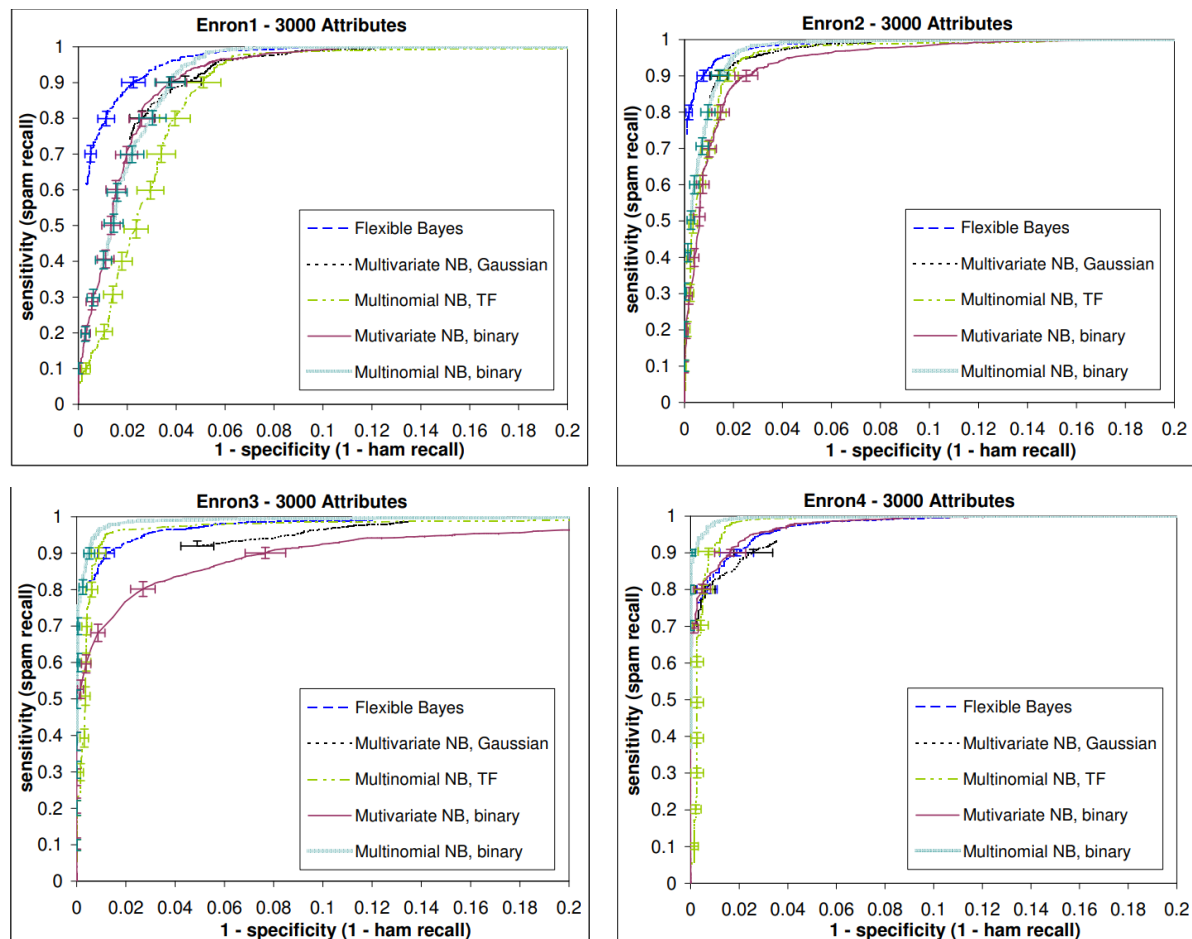 Enron1 - 3000 Attributes
sensitivity (spam recall)
1
0.9
0.8
0.7
0.6
0.5
0.4
0.3
0.2
0.1
0
Flexible Bayes
Multivariate NB, Gaussian
Multinomial NB, TF
Mutivariate NB, binary
Multinomial NB, binary
0 0.02 0.04 0.06 0.08 0.1 0.12 0.14 0.16 0.18 0.2
1 - specificity (1 - ham recall)
Enron2 - 3000 Attributes
sensitivity (spam recall)
1
0.9
0.8
0.7
0.6
0.5
0.4
0.3
0.2
0.1
0
Flexible Bayes
Multivariate NB, Gaussian
Multinomial NB, TF
Mutivariate NB, binary
Multinomial NB, binary
0 0.02 0.04 0.06 0.08 0.1 0.12 0.14 0.16 0.18 0.2
1 - specificity (1 - ham recall)
Enron3 - 3000 Attributes
sensitivity (spam recall)
1
0.9
0.8
0.7
0.6
0.5
0.4
0.3
0.2
0.1
0
Flexible Bayes
Multivariate NB, Gaussian
Multinomial NB, TF
Mutivariate NB, binary
Multinomial NB, binary
0 0.02 0.04 0.06 0.08 0.1 0.12 0.14 0.16 0.18 0.2
1 - specificity (1 - ham recall)
Enron4 - 3000 Attributes
sensitivity (spam recall)
1
0.9
0.8
0.7
0.6
0.5
0.4
0.3
0.2
0.1
0
Flexible Bayes
Multivariate NB, Gaussian
Multinomial NB, TF
Mutivariate NB, binary
Multinomial NB, binary
0 0.02 0.04 0.06 0.08 0.1 0.12 0.14 0.16 0.18 0.2
1 - specificity (1 - ham recall)